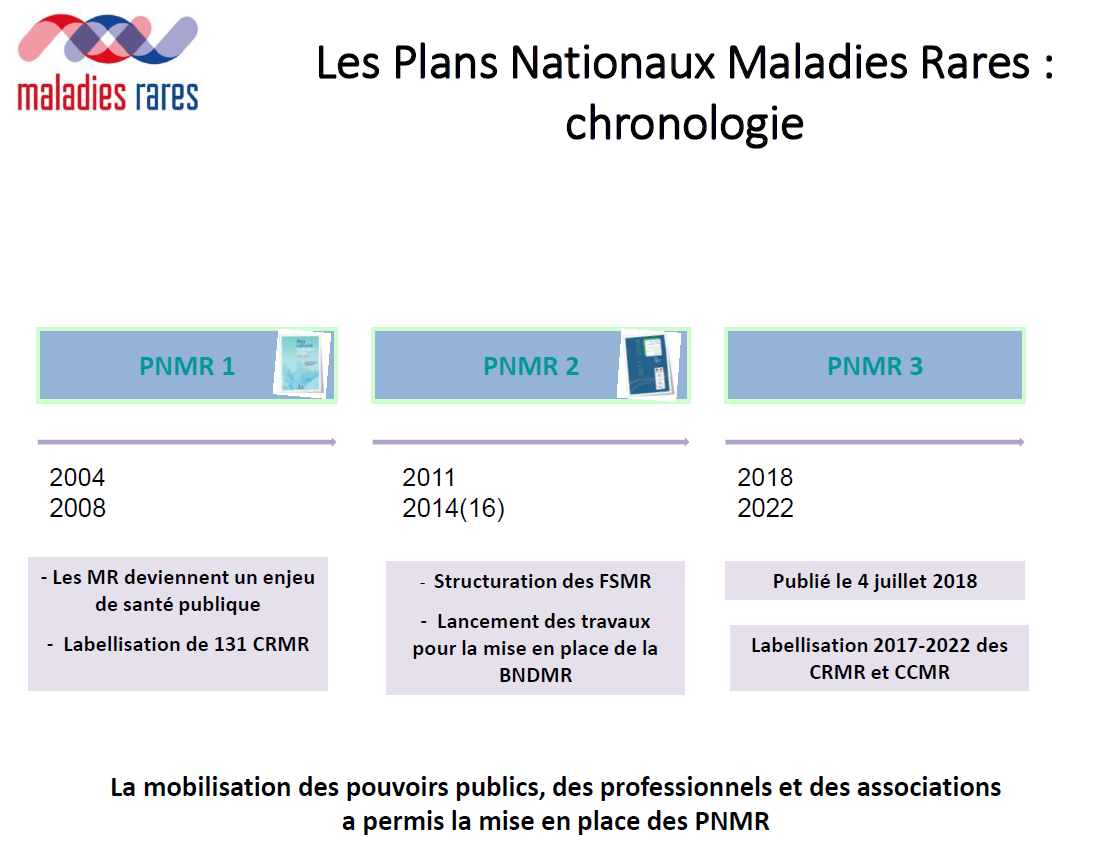 maladies rares
Les Plans Nationaux Maladies Rares :
chronologie
PNMR 1
PNMR 2
PNMR 3
2004
2008
2011
2014(16)
2018
2022
- Les MR deviennent un enjeu
de santé publique
- Labellisation de 131 CRMR
- Structuration des FSMR
- Lancement des travaux
pour la mise en place de la
BNDMR
Publié le 4 juillet 2018
Labellisation 2017-2022 des
CRMR et CCMR
La mobilisation des pouvoirs publics, des professionnels et des associations
a permis la mise en place des PNMR